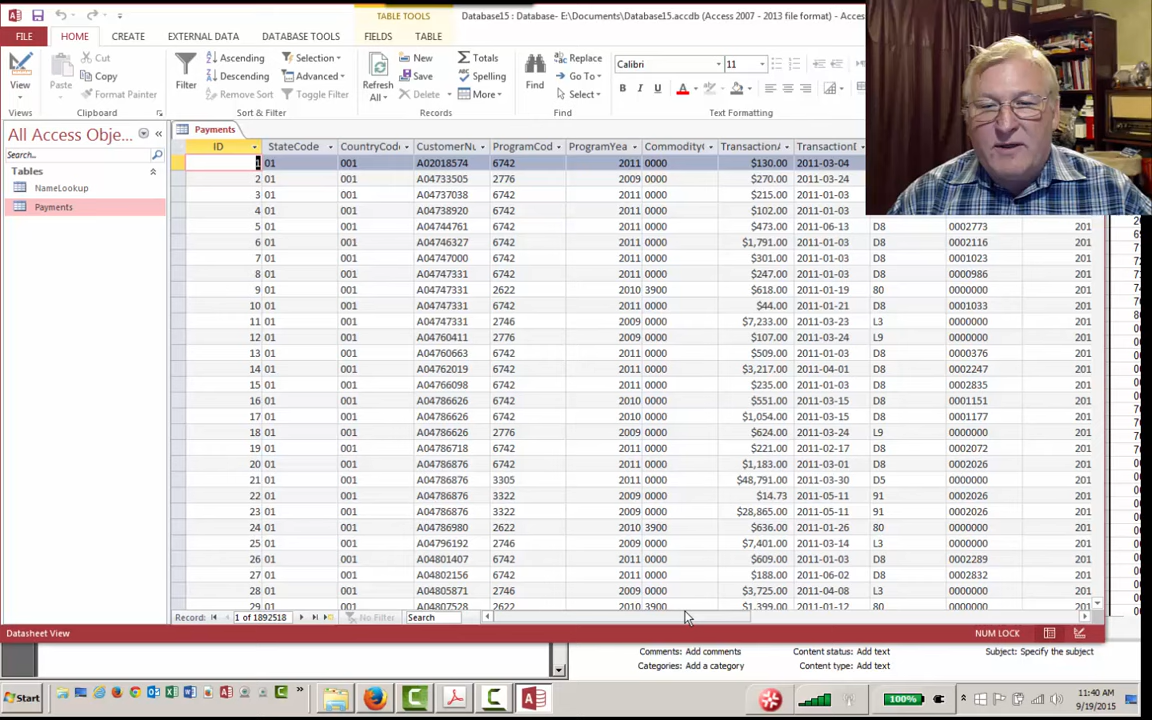 TABLE TOOLS
Database15 : Database- E:\Documents\Database15.accdb (Access 2007 - 2013 file format) - Acces
FILE HOME CREATE EXTERNAL DATA DATABASE TOOLS FIELDS TABLE
View Paste Cut Copy Format Painter Clipboard
Filter Ascending Descending Remove Sort Selection Advanced Toggle Filter Sort & Filter
Refresh All New Save Delete Totals Spelling More Records
Find Replace Go To Select Find
Calibri 11 B I U A Text Formatting
All Access Obje...
Search...
Tables
NameLookup
Payments
Payments
ID StateCode CountryCod CustomerNu ProgramCod ProgramYea Commodity TransactionA Transaction
1 01 001 A02018574 6742 2011 0000 $130.00 2011-03-04
2 01 001 A04733505 2776 2009 0000 $270.00 2011-03-24
3 01 001 A04737038 6742 2011 0000 $215.00 2011-01-03
4 01 001 A04738920 6742 2011 0000 $102.00 2011-01-03
5 01 001 A04744761 6742 2011 0000 $473.00 2011-06-13 D8 0002773 201
6 01 001 A04746327 6742 2011 0000 $1,791.00 2011-01-03 D8 0002116 201
7 01 001 A04747000 6742 2011 0000 $301.00 2011-01-03 D8 0001023 201
8 01 001 A04747331 6742 2011 0000 $247.00 2011-01-03 D8 0000986 201
9 01 001 A04747331 2622 2010 3900 $618.00 2011-01-19 80 0000000 201
10 01 001 A04747331 6742 2011 0000 $44.00 2011-01-21 D8 0001033 201
11 01 001 A04747331 2746 2009 0000 $7,233.00 2011-03-23 L3 0000000 201
12 01 001 A04760411 2776 2009 0000 $107.00 2011-03-24 L9 0000000 201
13 01 001 A04760663 6742 2011 0000 $509.00 2011-01-03 D8 0000376 201
14 01 001 A04762019 6742 2011 0000 $3,217.00 2011-04-01 D8 0002247 201
15 01 001 A04766098 6742 2011 0000 $235.00 2011-01-03 D8 0002835 201
16 01 001 A04786626 6742 2010 0000 $551.00 2011-03-15 D8 0001151 201
17 01 001 A04786626 6742 2010 0000 $1,054.00 2011-03-15 D8 0001177 201
18 01 001 A04786626 2776 2009 0000 $624.00 2011-03-24 L9 0000000 201
19 01 001 A04786718 6742 2011 0000 $221.00 2011-02-17 D8 0002072 201
20 01 001 A04786876 6742 2011 0000 $1,183.00 2011-03-01 D8 0002026 201
21 01 001 A04786876 3305 2011 0000 $48,791.00 2011-03-30 D5 0000000 201
22 01 001 A04786876 3322 2009 0000 $14.73 2011-05-11 91 0002026 201
23 01 001 A04786876 3322 2009 0000 $28,865.00 2011-05-11 91 0002026 201
24 01 001 A04786980 2622 2010 3900 $636.00 2011-01-26 80 0000000 201
25 01 001 A04796192 2746 2009 0000 $7,401.00 2011-03-14 L3 0000000 201
26 01 001 A04801407 6742 2011 0000 $609.00 2011-01-03 D8 0002289 201
27 01 001 A04802156 6742 2011 0000 $188.00 2011-06-02 D8 0002832 201
28 01 001 A04805871 2746 2009 0000 $3,725.00 2011-04-08 L3 0000000 201
29 01 001 A04807528 2622 2010 3900 $1,399.00 2011-01-12 80 0000000 201
Record: 1 of 1892518 No Filter Search
Datasheet View NUM LOCK
Comments: Add comments Content status: Add text Subject: Specify the subject
Categories: Add a category Content type: Add text
Start 100% 11:40 AM
9/19/2015